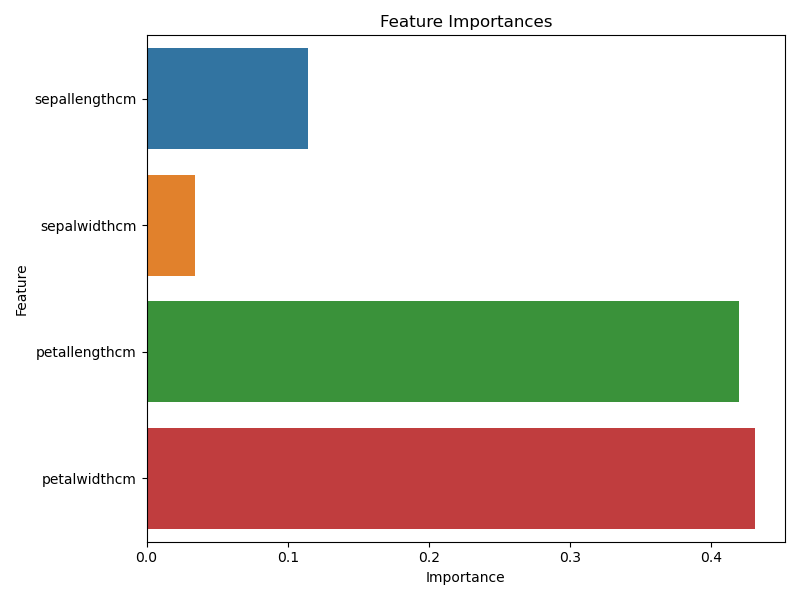 Feature Importances
Feature
sepallengthcm
sepalwidthcm
petallengthcm
petalwidthcm
0.0 0.1 0.2 0.3 0.4
Importance